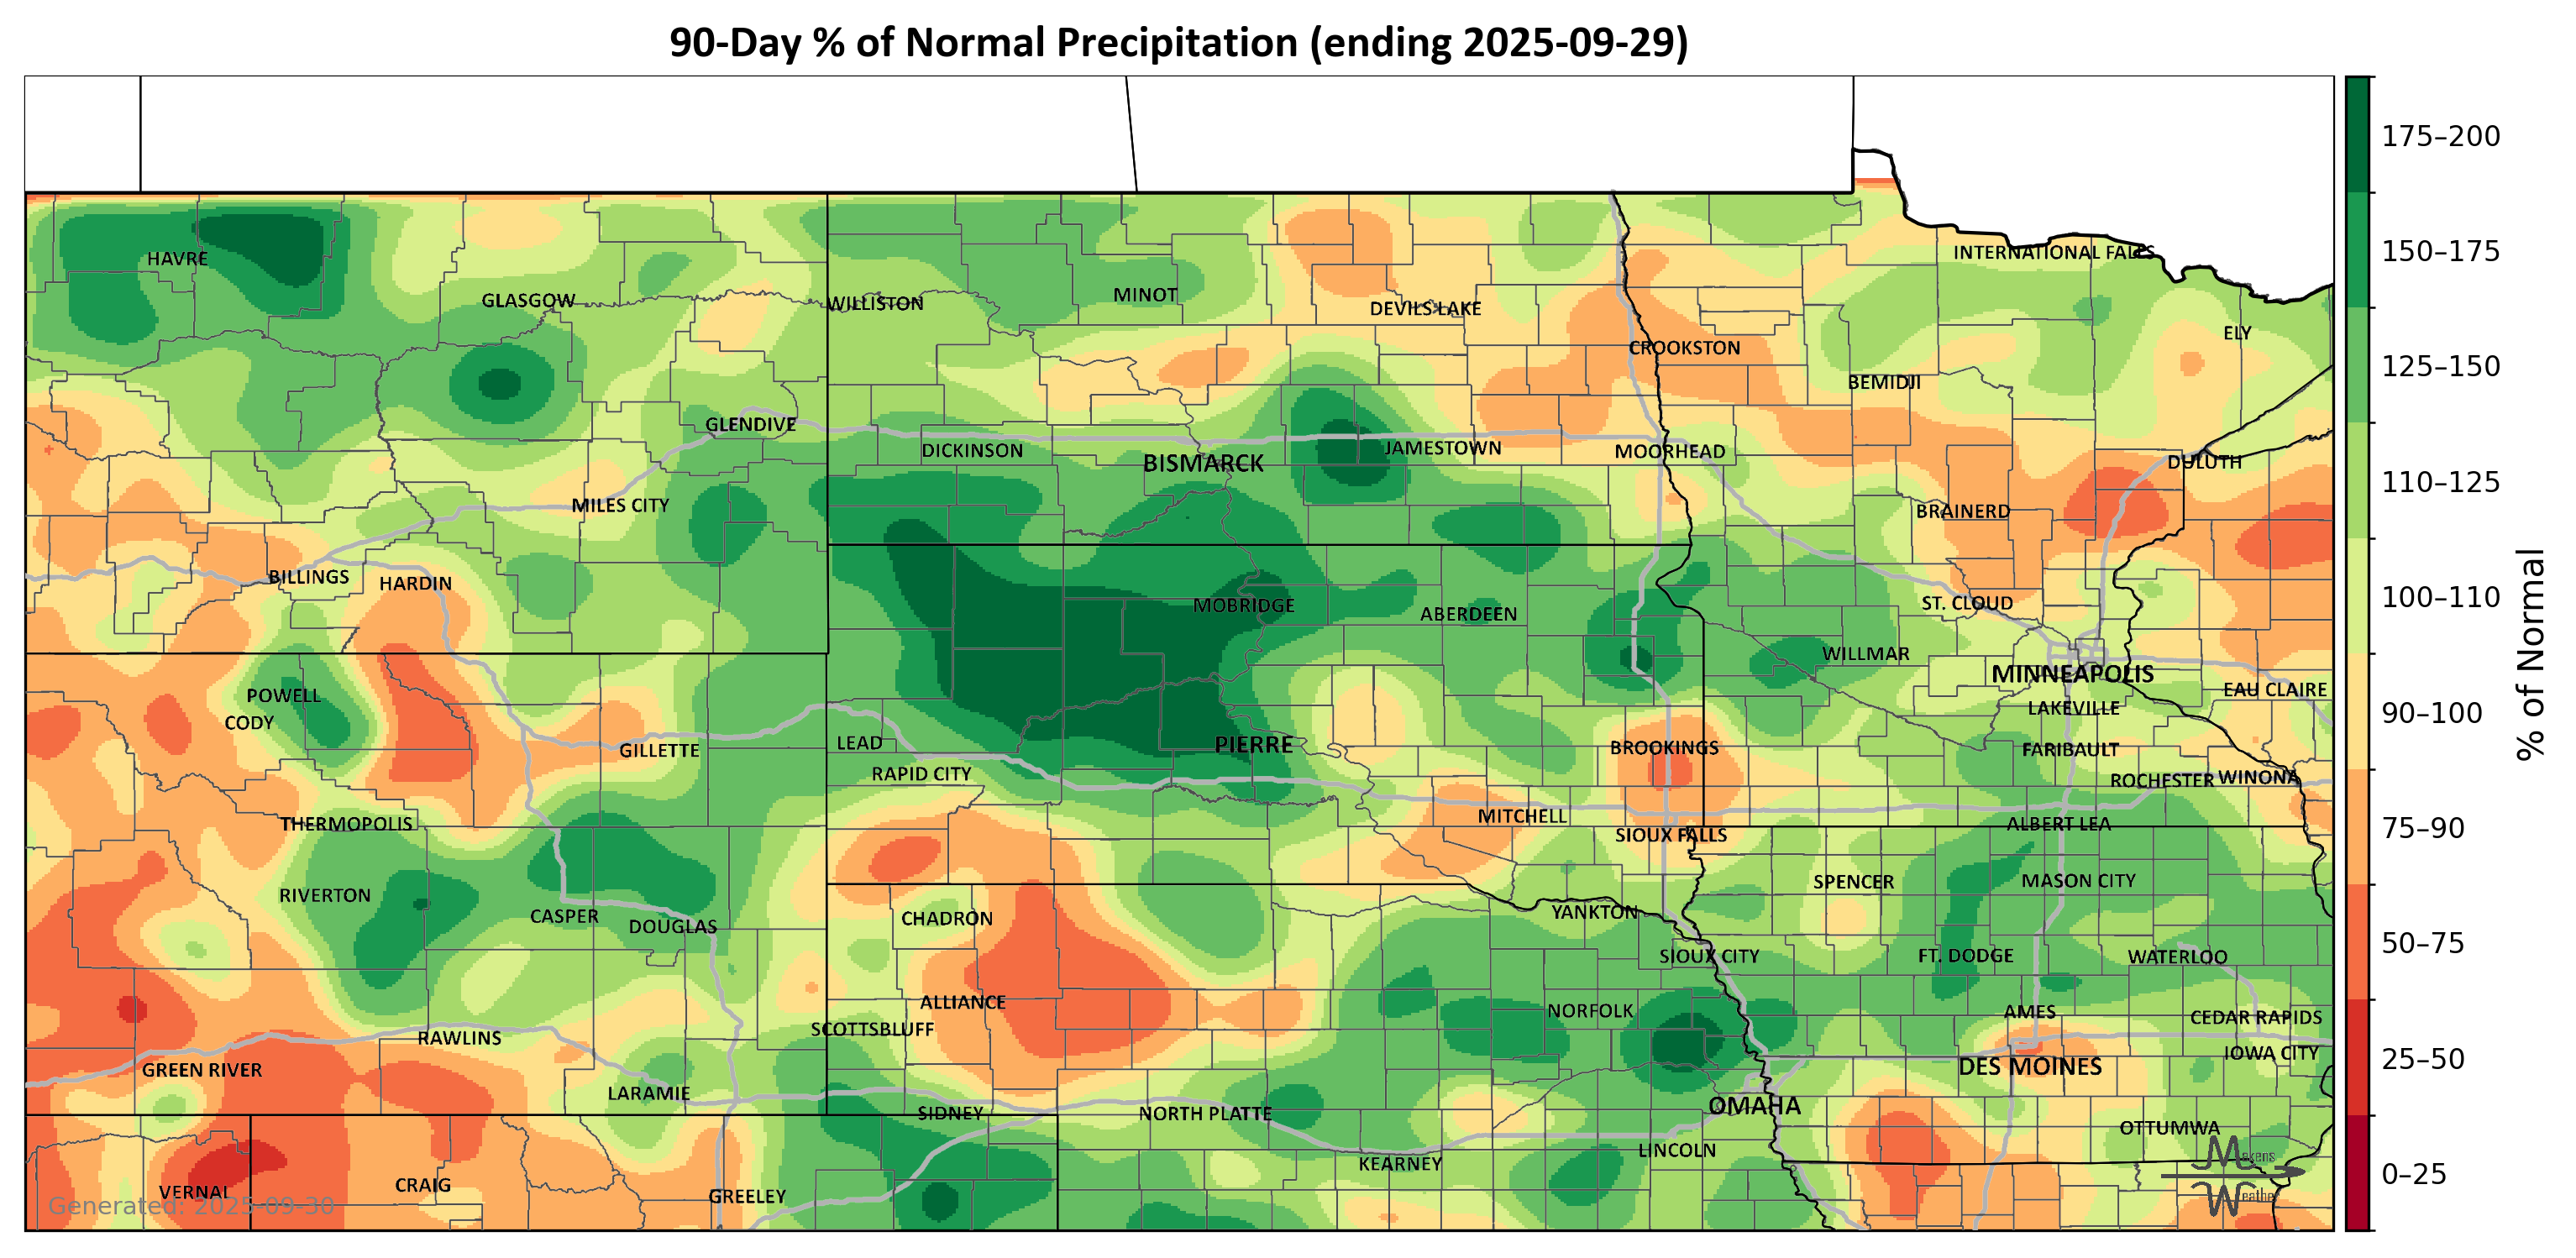 90-Day % of Normal Precipitation (ending 2025-09-29)
175–200
150–175
125–150
110–125
100–110
90–100
75–90
50–75
25–50
0–25
% of Normal
INTERNATIONAL FALLS
HAVRE
GLASGOW
WILLISTON
MINOT
DEVILS LAKE
ELY
CROOKSTON
BEMIDJI
GLENDIVE
DICKINSON
BISMARCK
JAMESTOWN
MOORHEAD
DULUTH
MILES CITY
BRAINERD
BILLINGS
HARDIN
MOBRIDGE
ABERDEEN
ST. CLOUD
WILLMAR
MINNEAPOLIS
POWELL
EAU CLAIRE
CODY
LAKEVILLE
GILLETTE
LEAD
PIERRE
BROOKINGS
FARIBAULT
RAPID CITY
ROCHESTER
WINONA
THERMOPOLIS
MITCHELL
SIOUX FALLS
ALBERT LEA
RIVERTON
SPENCER
MASON CITY
CASPER
DOUGLAS
CHADRON
YANKTON
SIOUX CITY
FT. DODGE
WATERLOO
ALLIANCE
NORFOLK
AMES
CEDAR RAPIDS
RAWLINS
SCOTTSBLUFF
IOWA CITY
GREEN RIVER
DES MOINES
LARAMIE
SIDNEY
NORTH PLATTE
OMAHA
OTTUMWA
KEARNEY
LINCOLN
VERNAL
CRAIG
GREELEY
Generated: 2025-09-30
Makens
Weather